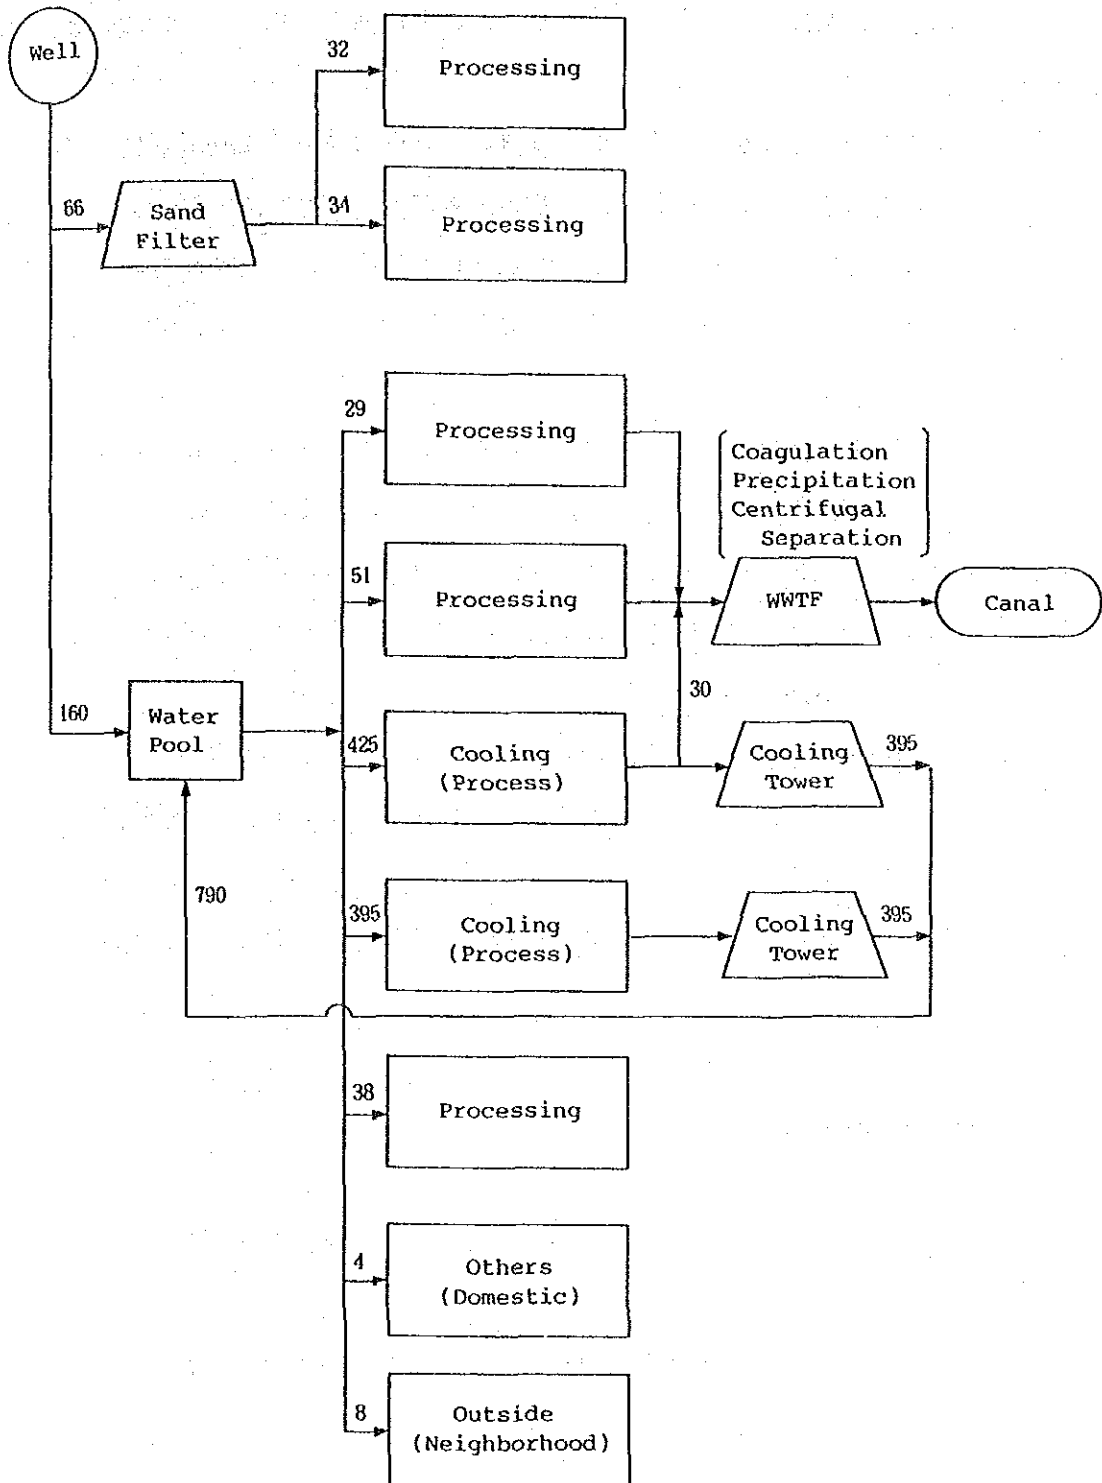 Well
32
Processing
66
Sand
Filter
34
Processing
29
Processing
Coagulation
Precipitation
Centrifugal
Separation
51
Processing
WWTF
Canal
30
160
Water
Pool
425
Cooling
(Process)
Cooling
Tower
395
790
395
Cooling
(Process)
Cooling
Tower
395
38
Processing
4
Others
(Domestic)
8
Outside
(Neighborhood)